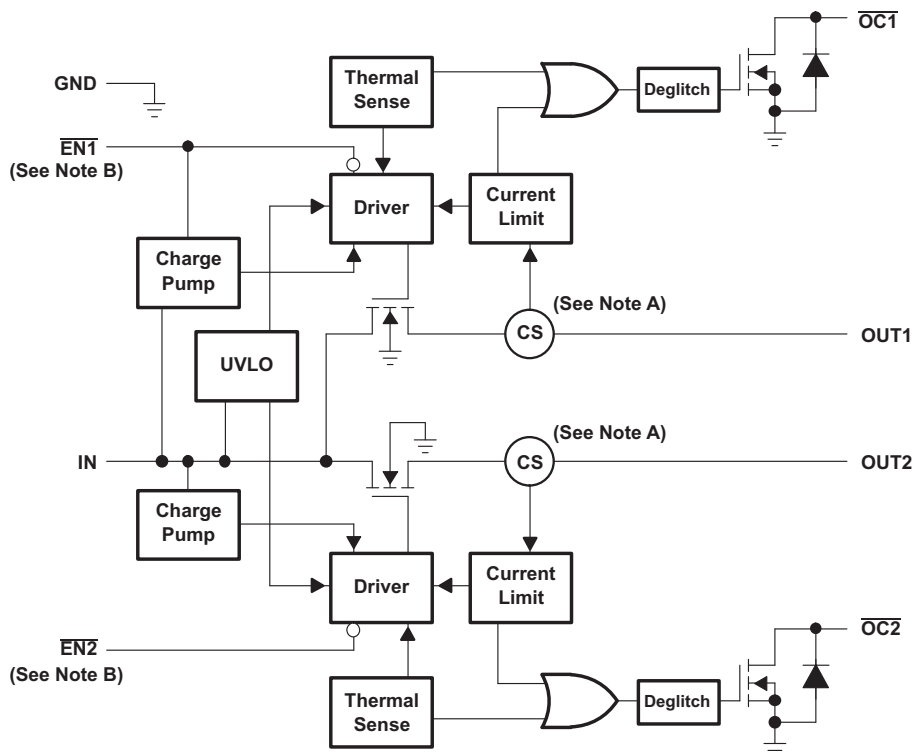 OC1
GND
Thermal
Sense
Deglitch
EN1
(See Note B)
Driver
Current
Limit
Charge
Pump
(See Note A)
CS
OUT1
UVLO
(See Note A)
IN
CS
OUT2
Charge
Pump
Driver
Current
Limit
EN2
(See Note B)
OC2
Thermal
Sense
Deglitch